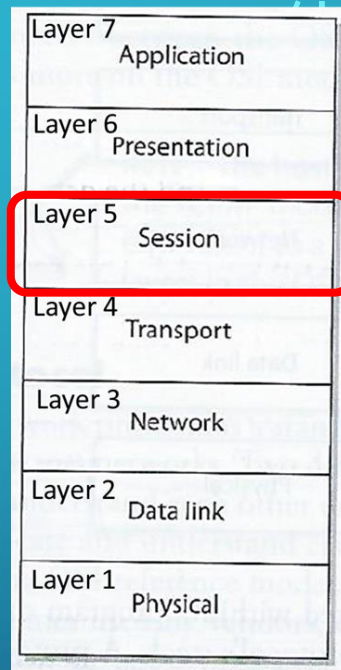 Layer 7
Application
Layer 6
Presentation
Layer 5
Session
Layer 4
Transport
Layer 3
Network
Layer 2
Data link
Layer 1
Physical